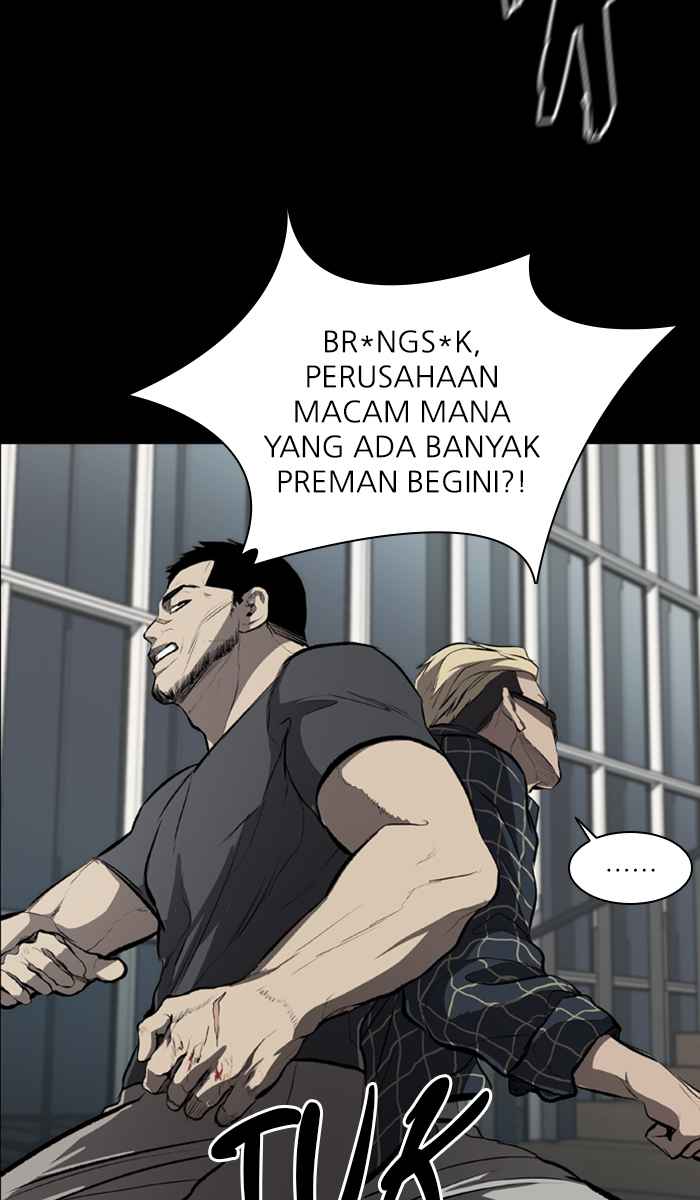 BR*NGS*K,
PERUSAHAAN
MACAM MANA
YANG ADA BANYAK
PREMAN BEGINI?!
......
TUK